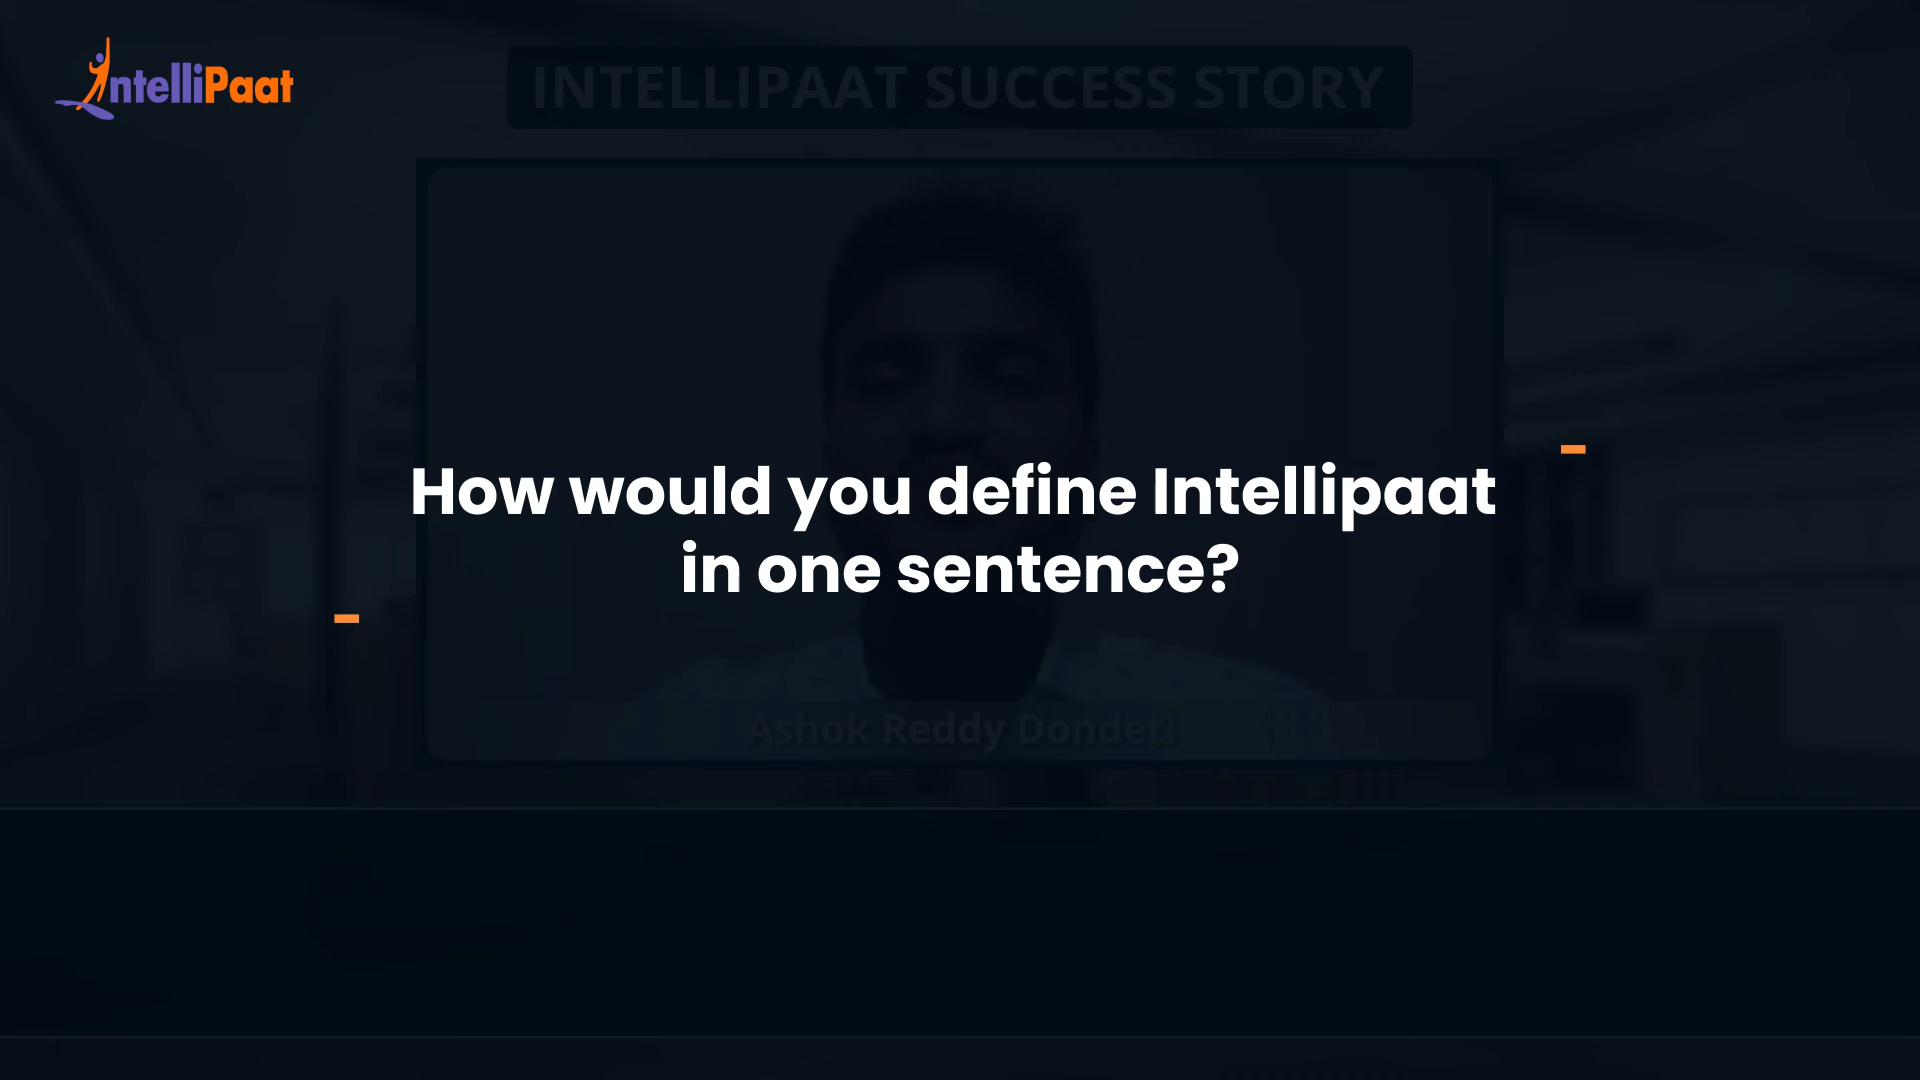 IntelliPaat
INTELLIPAAT SUCCESS STORY
How would you define Intellipaat
in one sentence?
Ashok Reddy Dondeti